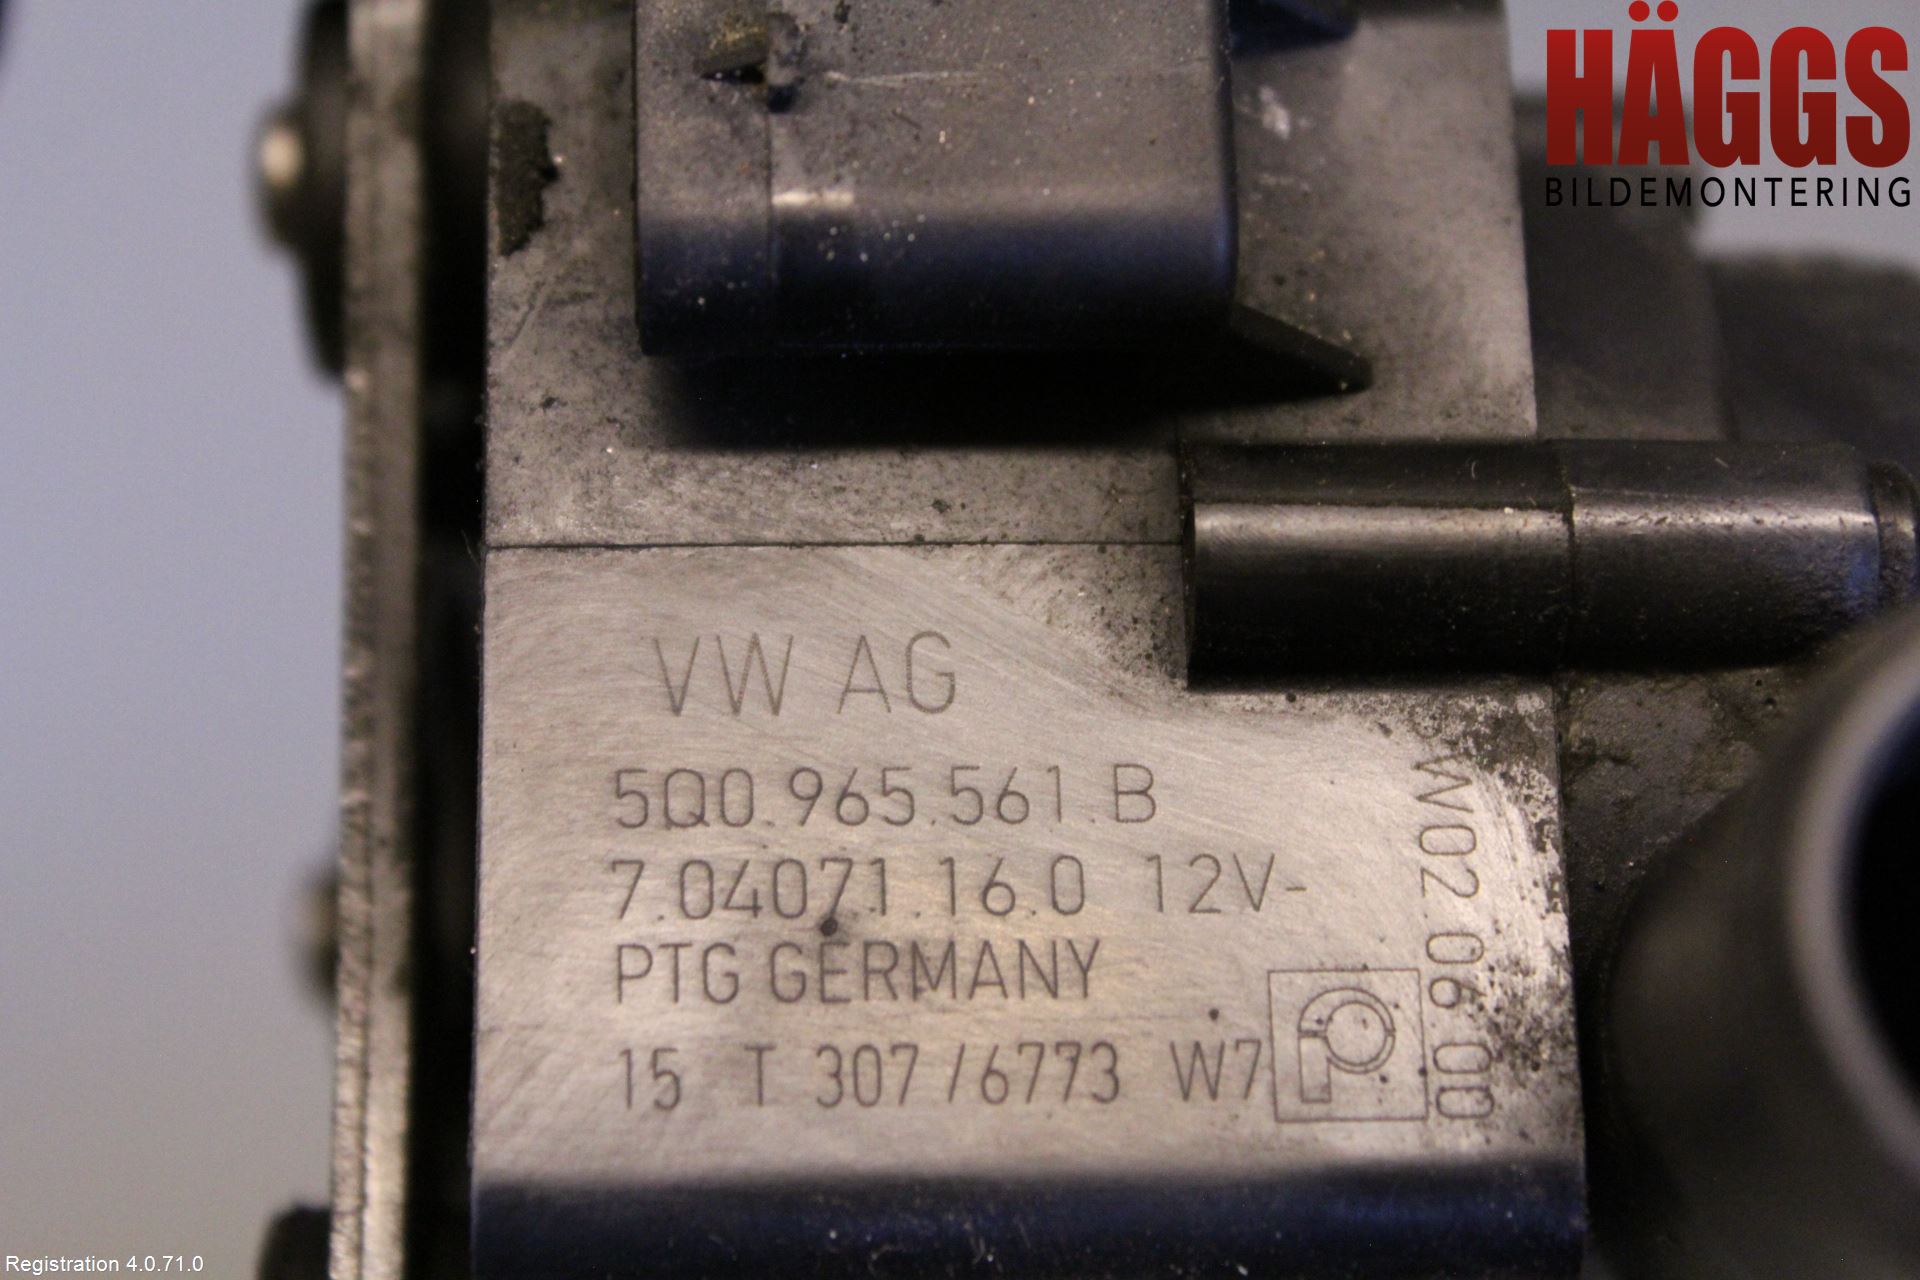 HÄGGS
BILDEMONTERING
VW AG
5Q0.965.561.B
7.04071.16.0 12V-
PTG GERMANY
15 T 307/6773 W7
W02.06 00
Registration 4.0.71.0